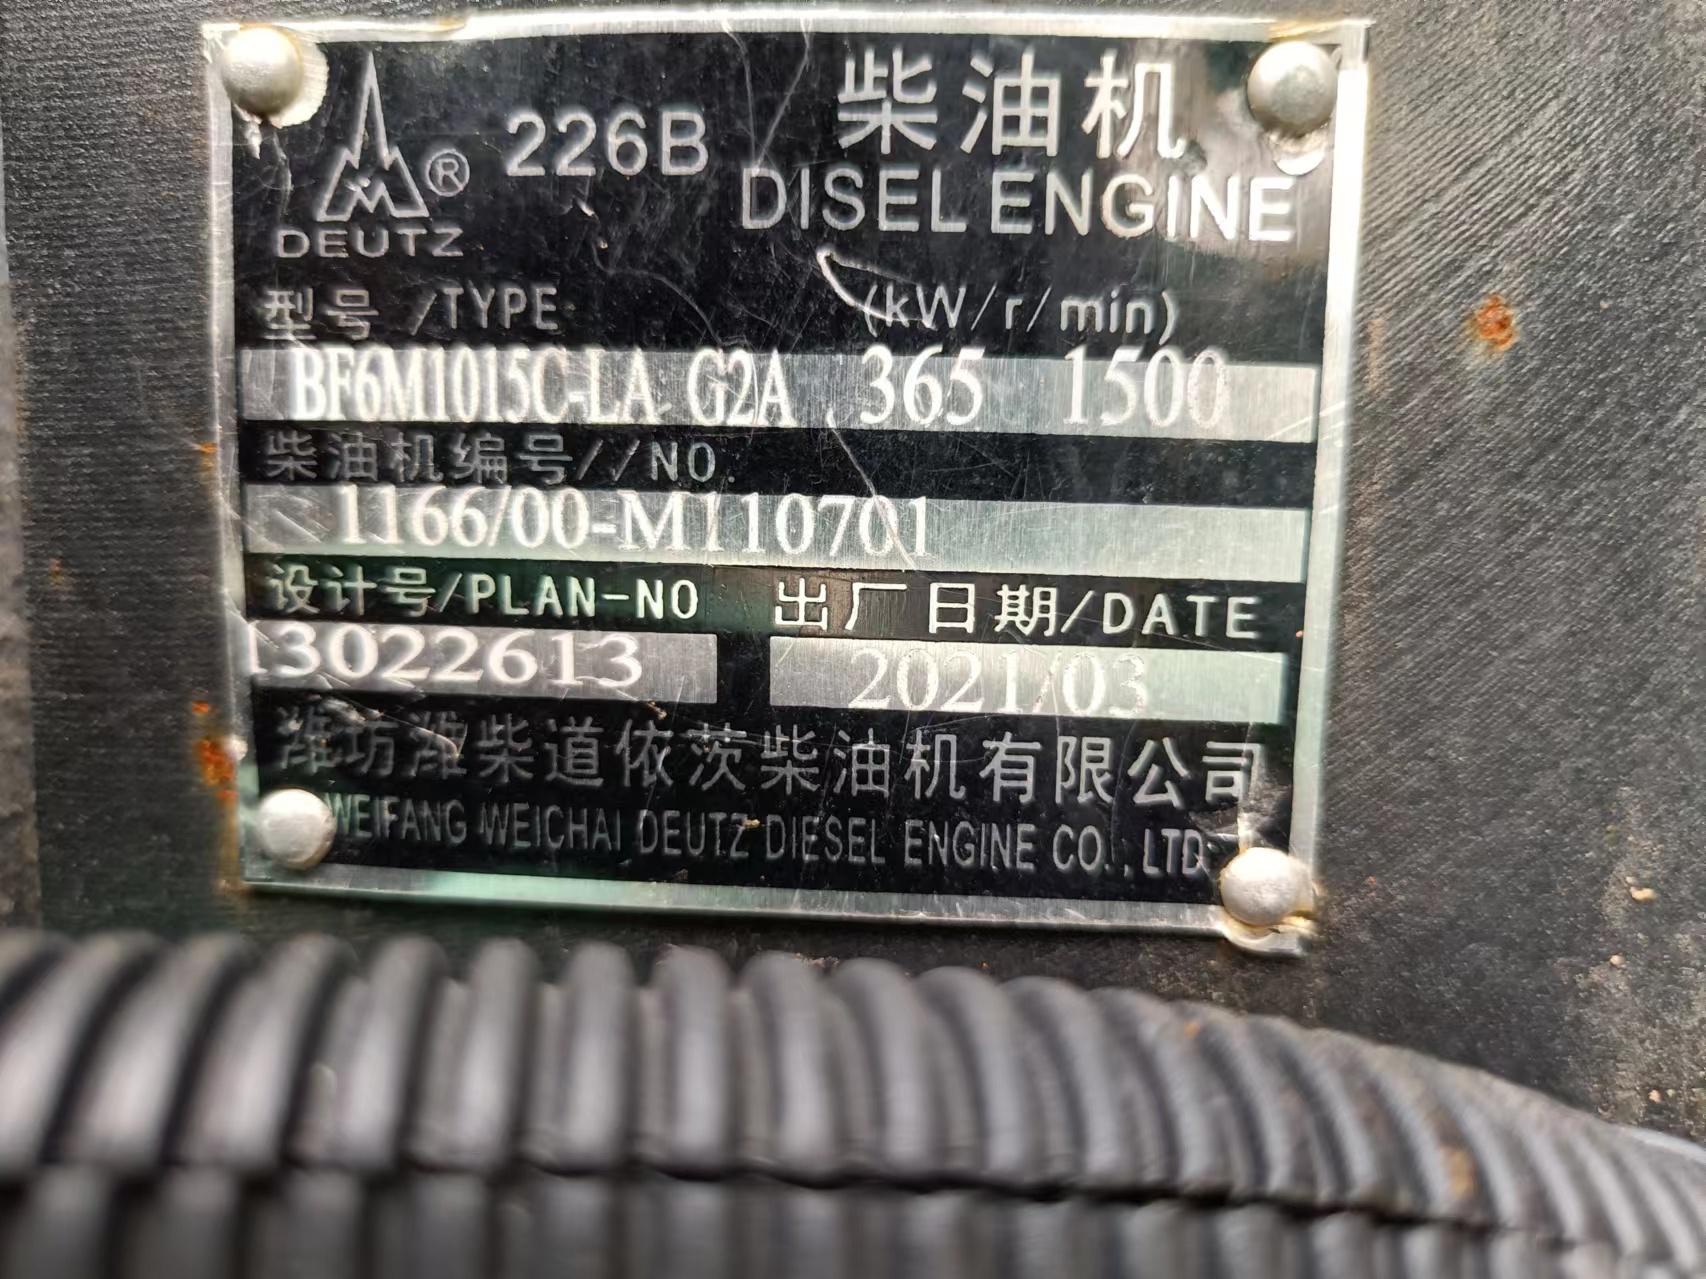 226B 柴油机
® DEUTZ DISEL ENGINE
型号/TYPE (kW/r/min)
BF6M1015C-LA G2A 365 1500
柴油机编号//NO.
1166/00-M110701
设计号/PLAN-NO 出厂日期/DATE
13022613 2021/03
潍坊潍柴道依茨柴油机有限公司
WEIFANG WEICHAI DEUTZ DIESEL ENGINE CO.,LTD